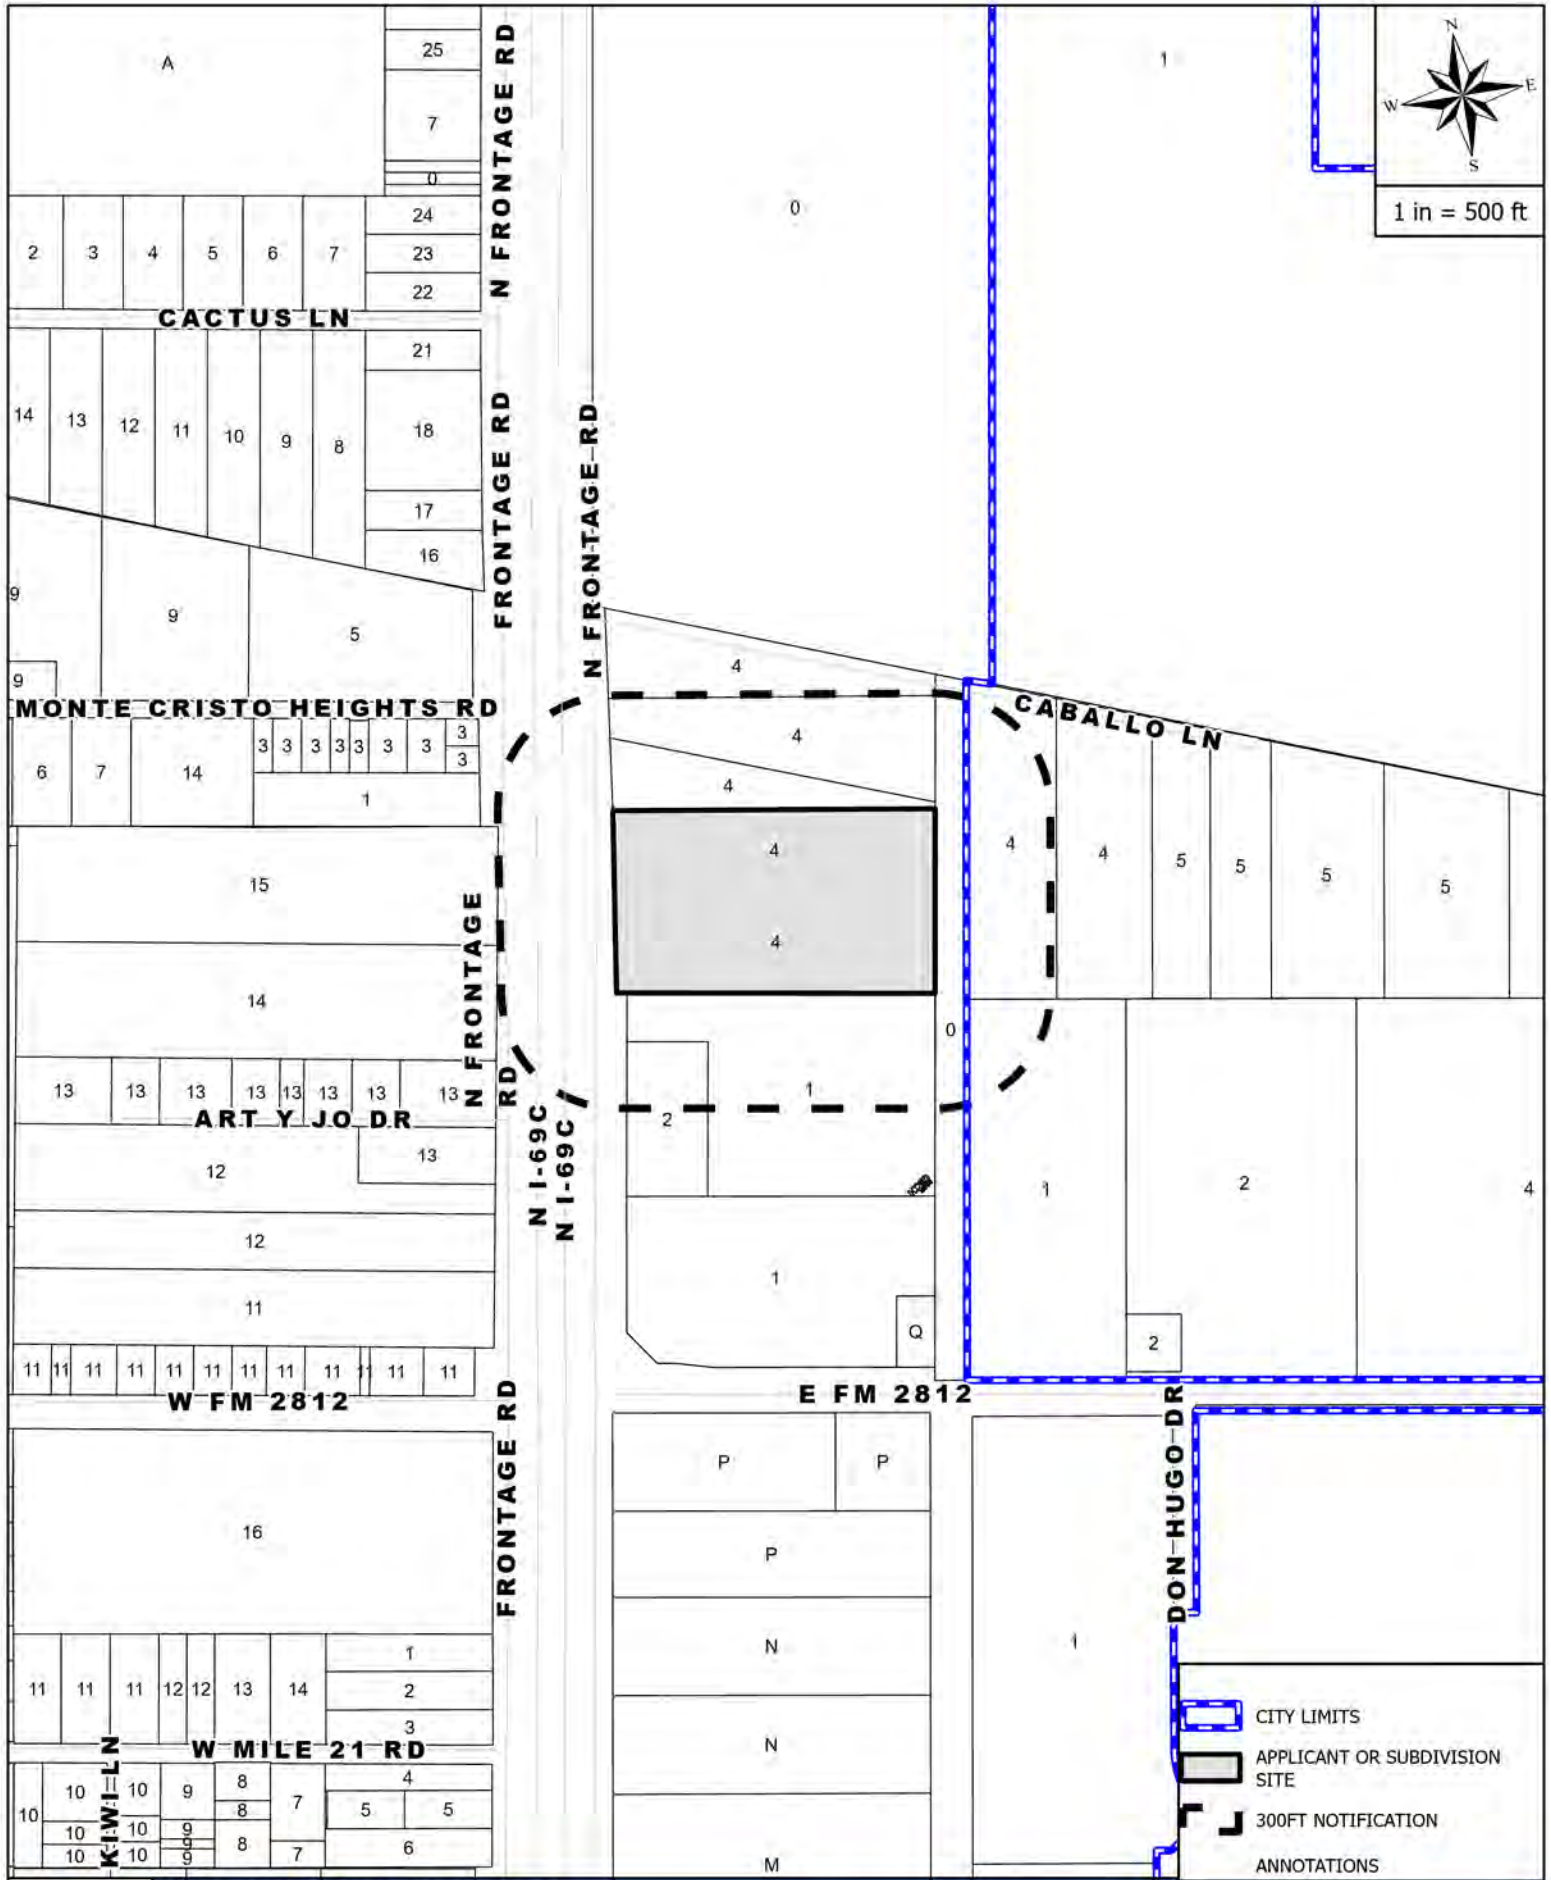 A
25
7
0
24
23
22
2 3 4 5 6 7
CACTUS LN
N FRONTAGE RD
0
1
N
W E
S
1 in = 500 ft
21
18
17
16
14 13 12 11 10 9 8
FRONTAGE RD
N FRONTAGE RD
9
9
5
9
MONTE CRISTO HEIGHTS RD
6 7 14
3 3 3 3 3 3 3 3
3
1
4
4
4
4
4
CABALLO LN
4 4 5 5 5 5
15
14
N FRONTAGE RD
0
13 13 13 13 13 13 13 13
ART Y JO DR
13
12
12
11
N I-69C
N I-69C
2
1
1
Q
1
2
4
2
11 11 11 11 11 11 11 11 11 11 11 11
W FM 2812
E FM 2812
FRONTAGE RD
16
P P
P
N
N
M
1
DON HUGO DR
11 11 11 12 12 13 14
1
2
3
W MILE 21 RD
KIWI LN
10 10 10 9 8 7 4
8
5 5
10 10 9 8
9
6
10 10 9 7
CITY LIMITS
APPLICANT OR SUBDIVISION
SITE
300FT NOTIFICATION
ANNOTATIONS